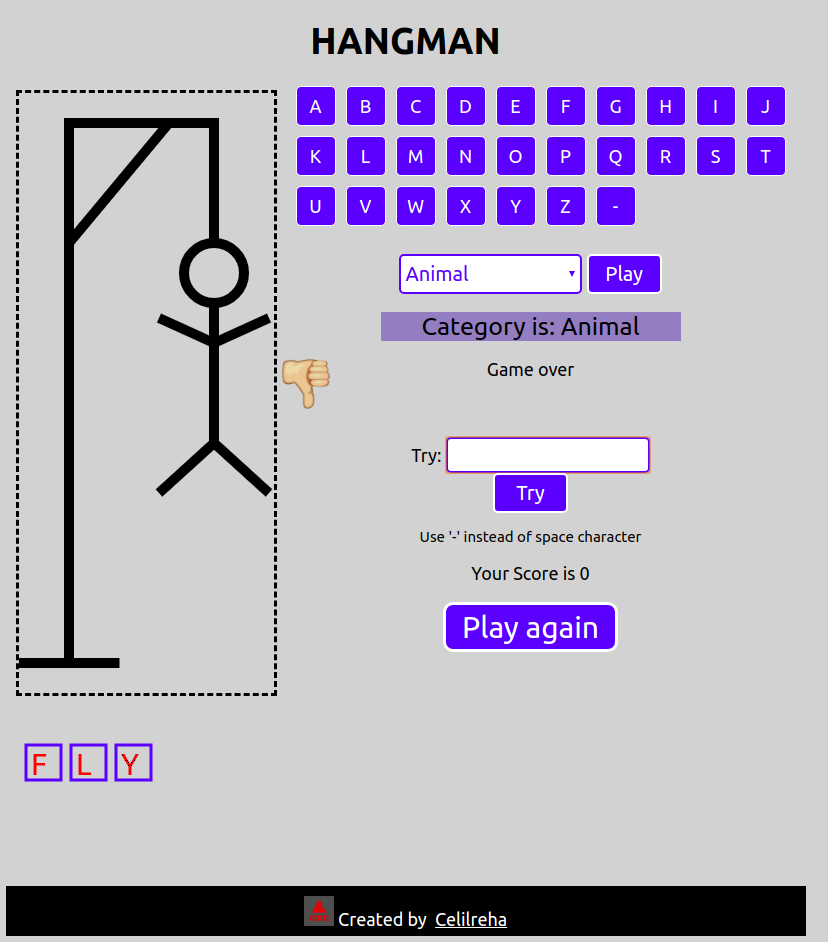 HANGMAN
A B C D E F G H I J
K L M N O P Q R S T
U V W X Y Z -
Animal Play
Category is: Animal
Game over
Try:
Try
Use '-' instead of space character
Your Score is 0
Play again
F L Y
Created by Celilreha